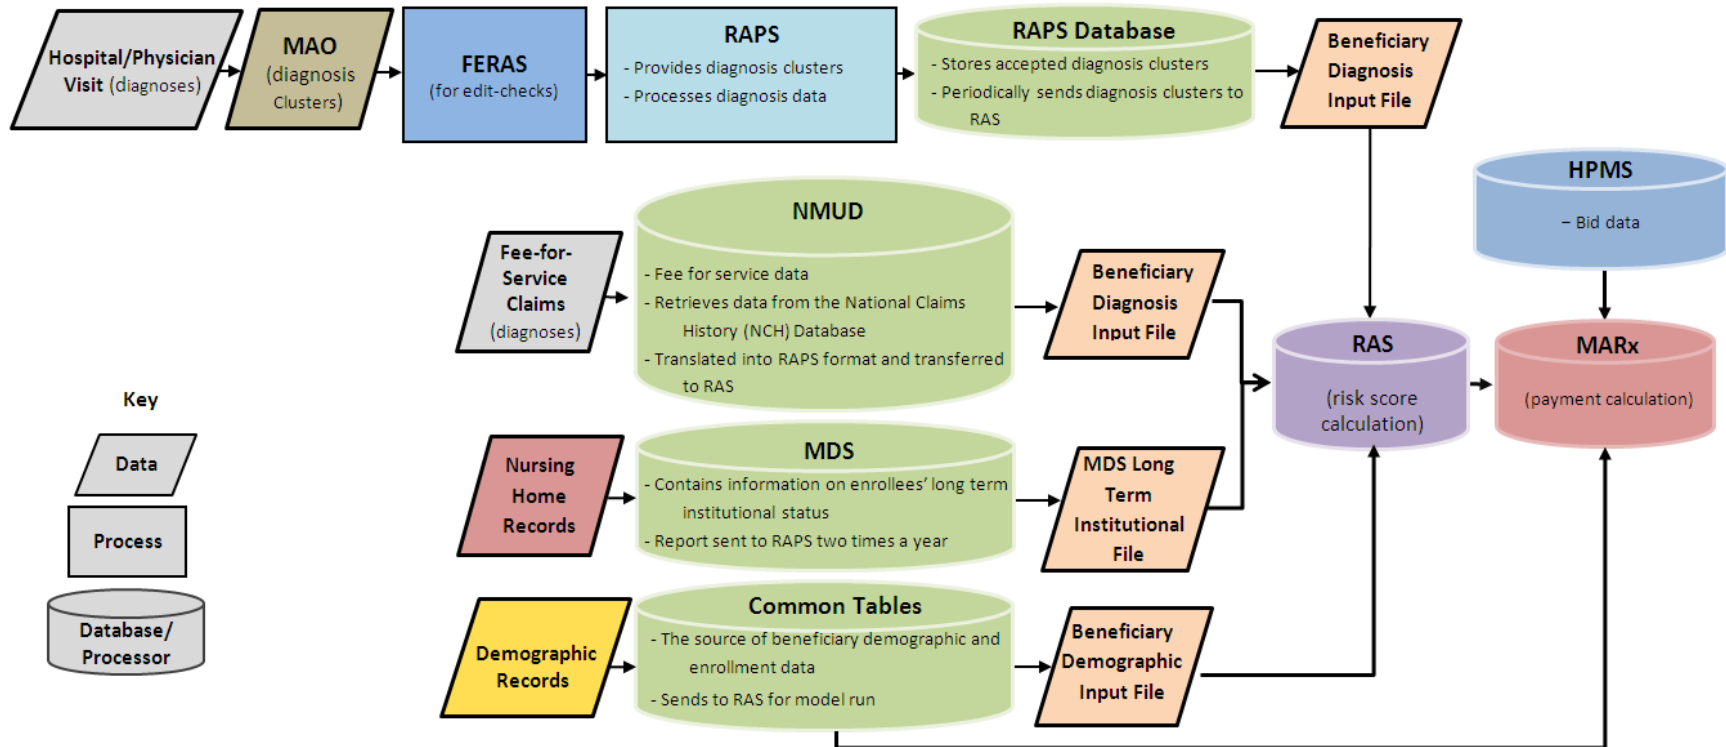 Hospital/Physician
Visit (diagnoses)
MAO
(diagnosis
Clusters)
FERAS
(for edit-checks)
RAPS
- Provides diagnosis clusters
- Processes diagnosis data
RAPS Database
- Stores accepted diagnosis clusters
- Periodically sends diagnosis clusters to
RAS
Beneficiary
Diagnosis
Input File
HPMS
– Bid data
NMUD
- Fee for service data
- Retrieves data from the National Claims
History (NCH) Database
- Translated into RAPS format and transferred
to RAS
Fee-for-
Service
Claims
(diagnoses)
Beneficiary
Diagnosis
Input File
RAS
(risk score
calculation)
MARx
(payment calculation)
Key
Data
Process
Database/
Processor
Nursing
Home
Records
MDS
- Contains information on enrollees’ long term
institutional status
- Report sent to RAPS two times a year
MDS Long
Term
Institutional
File
Demographic
Records
Common Tables
- The source of beneficiary demographic and
enrollment data
- Sends to RAS for model run
Beneficiary
Demographic
Input File